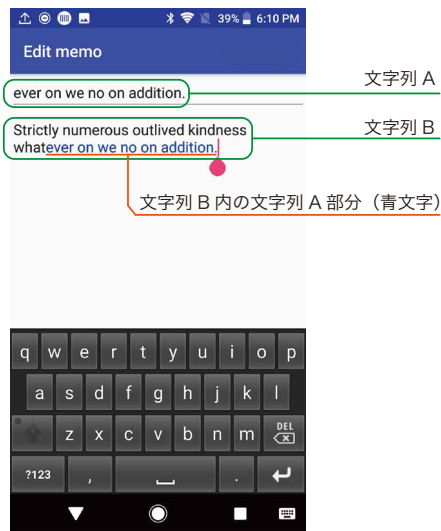 39% 6:10 PM
Edit memo
文字列 A
ever on we no on addition.
文字列 B
Strictly numerous outlived kindness
whatever on we no on addition.
文字列 B 内の文字列 A 部分（青文字）
q w e r t y u i o p
a s d f g h j k l
z x c v b n m DEL
?123 , .